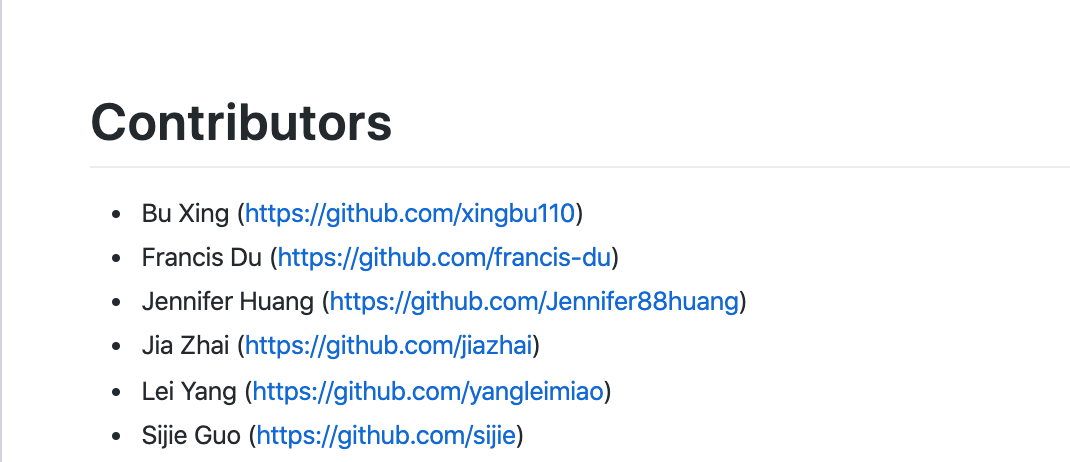 Contributors
• Bu Xing (https://github.com/xingbu110)
• Francis Du (https://github.com/francis-du)
• Jennifer Huang (https://github.com/Jennifer88huang)
• Jia Zhai (https://github.com/jiazhai)
• Lei Yang (https://github.com/yangleimiao)
• Sijie Guo (https://github.com/sijie)